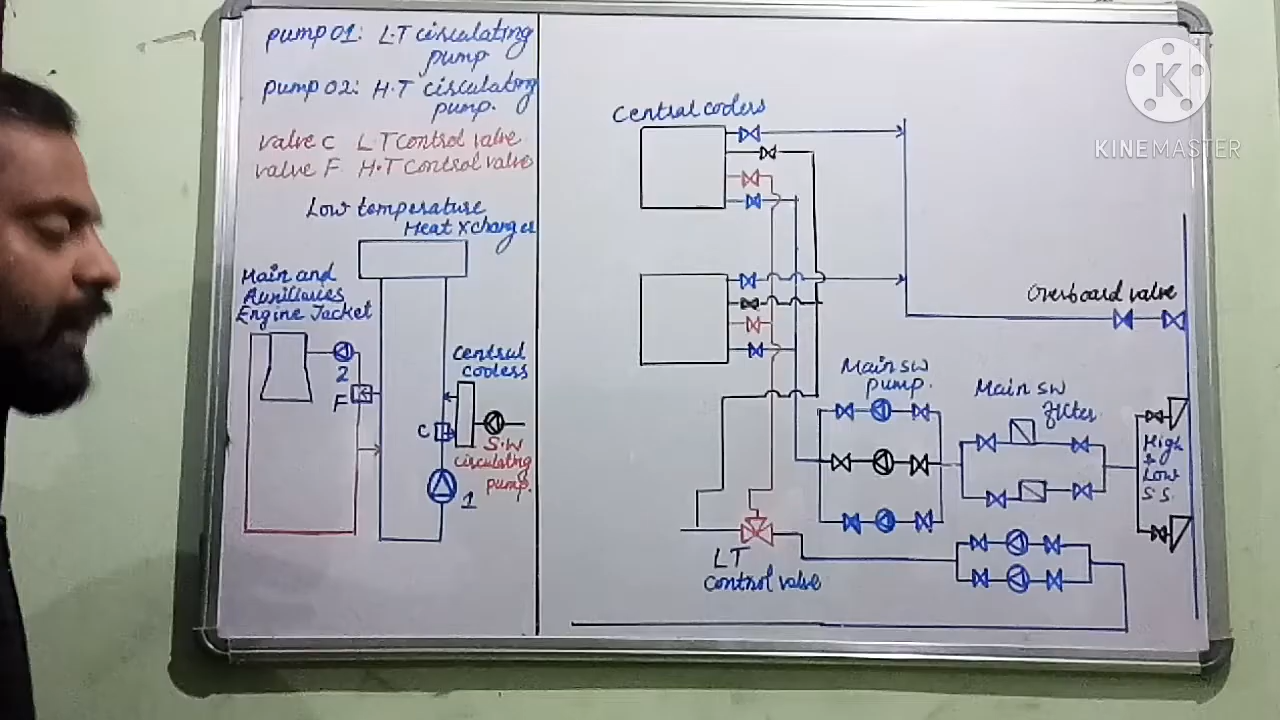 pump 01: L.T circulating
pump
pump 02: H.T circulating
pump.
valve C L.T Control valve
valve F H.T Control valve
Low temperature
Heat Xchanger
Main and
Auxiliaries
Engine Jacket
2
F
Central
coolers
C
S.W
circulating
pump.
1
Central coolers
Overboard valve
Main SW
pump.
Main SW
filter
High
&
Low
S.S.
LT
Control valve
K
KINEMASTER